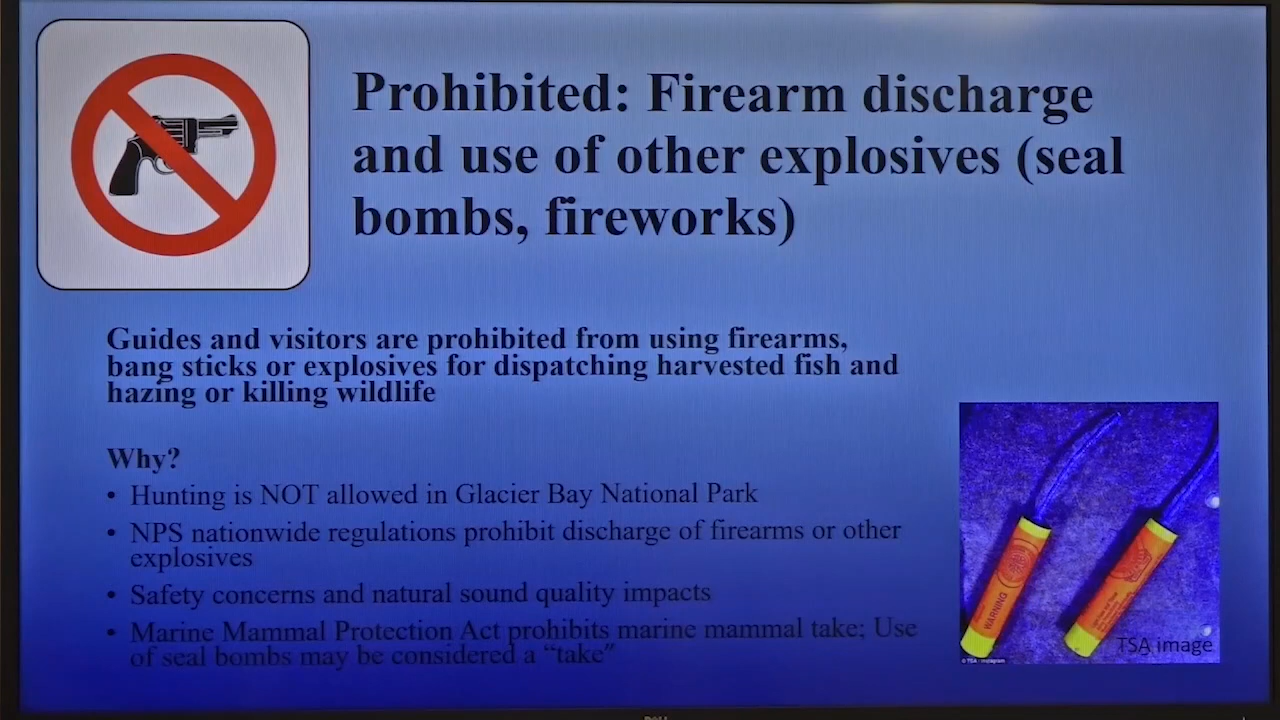 Prohibited: Firearm discharge
and use of other explosives (seal
bombs, fireworks)
Guides and visitors are prohibited from using firearms,
bang sticks or explosives for dispatching harvested fish and
hazing or killing wildlife
Why?
• Hunting is NOT allowed in Glacier Bay National Park
• NPS nationwide regulations prohibit discharge of firearms or other
explosives
• Safety concerns and natural sound quality impacts
• Marine Mammal Protection Act prohibits marine mammal take; Use
of seal bombs may be considered a “take”
WARNING
TSA image
© TSA - Instagram
DELL